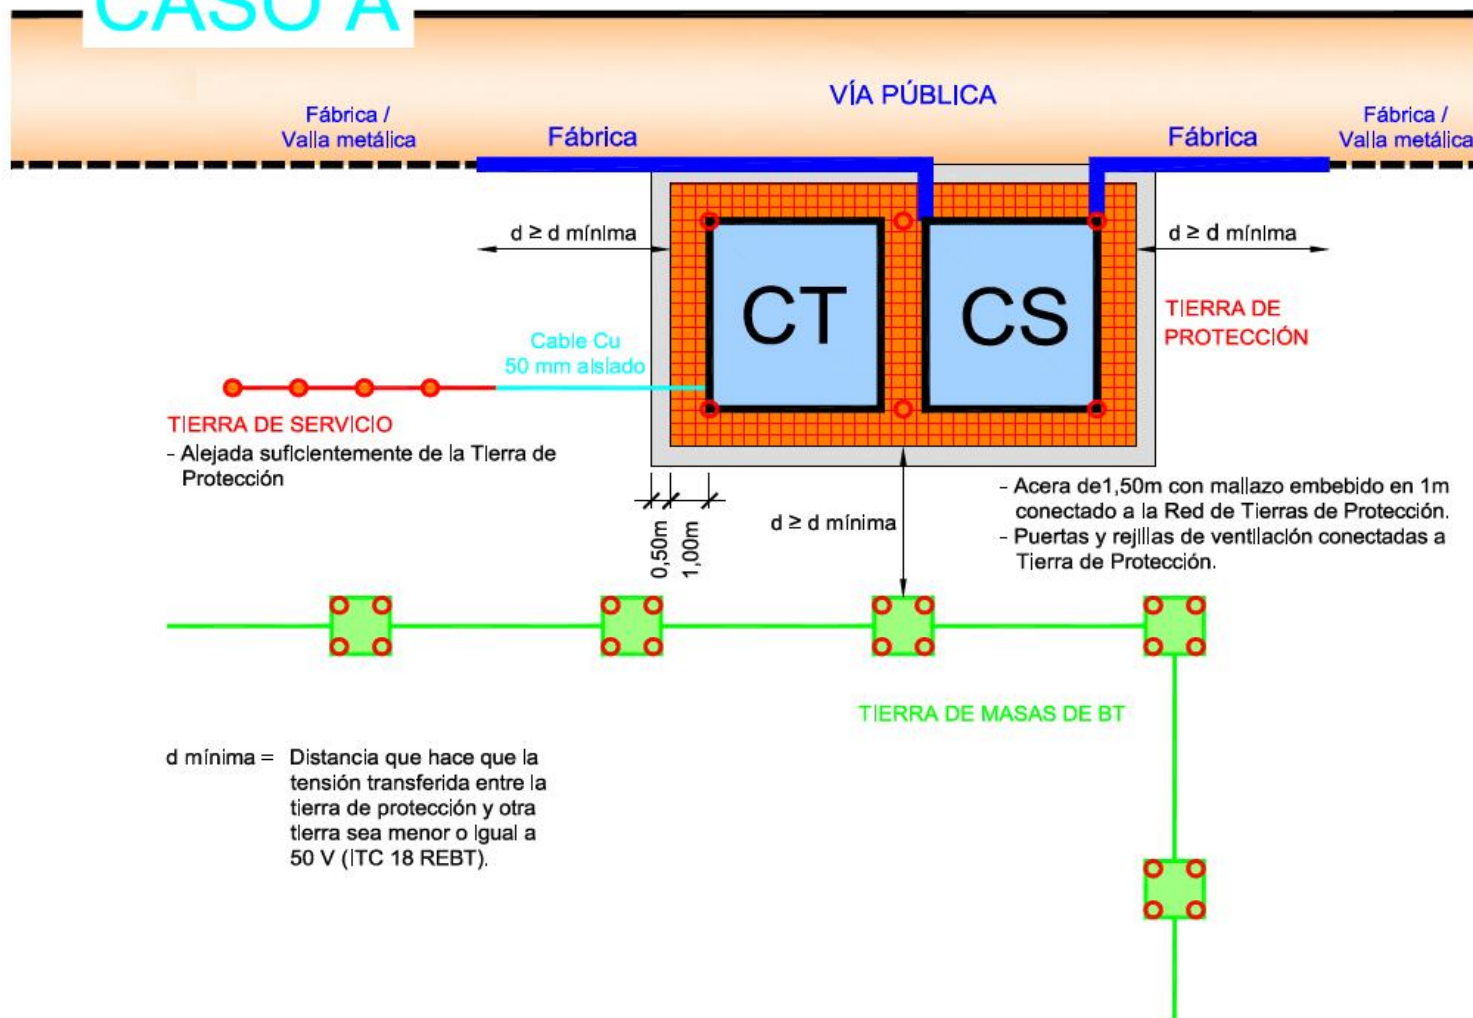 CASO A
VÍA PÚBLICA
Fábrica /
Valla metálica
Fábrica
Fábrica
Fábrica /
Valla metálica
d ≥ d mínima
d ≥ d mínima
CT
CS
TIERRA DE
PROTECCIÓN
Cable Cu
50 mm aislado
TIERRA DE SERVICIO
- Alejada suficientemente de la Tierra de
Protección
0,50m
1,00m
d ≥ d mínima
- Acera de1,50m con mallazo embebido en 1m
conectado a la Red de Tierras de Protección.
- Puertas y rejillas de ventilación conectadas a
Tierra de Protección.
TIERRA DE MASAS DE BT
d mínima = Distancia que hace que la
tensión transferida entre la
tierra de protección y otra
tierra sea menor o igual a
50 V (ITC 18 REBT).